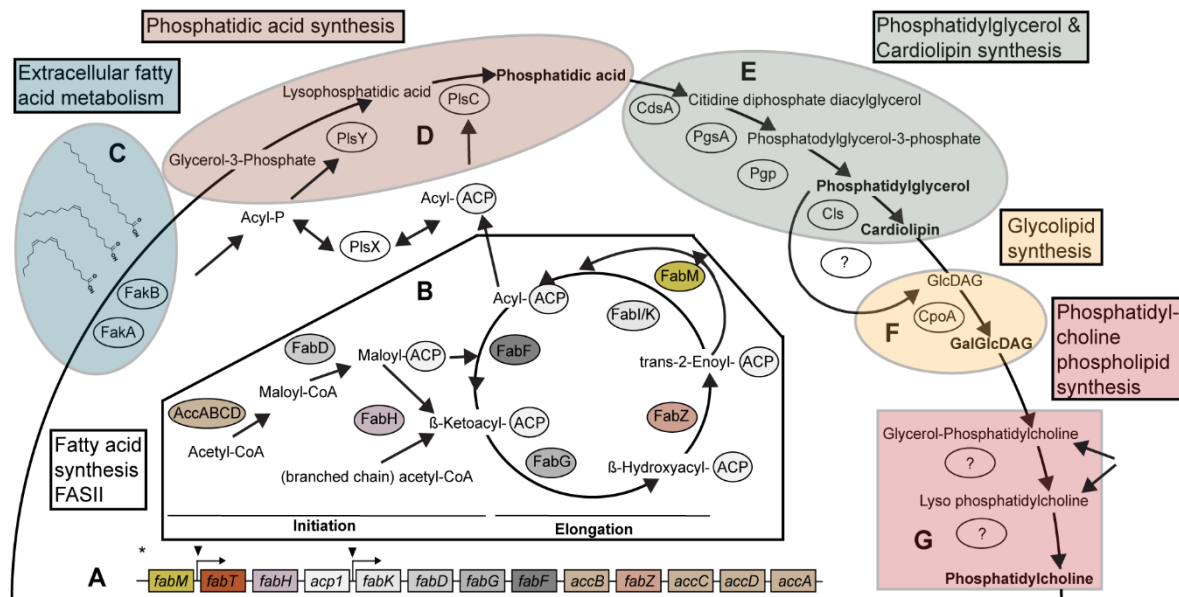 Phosphatidic acid synthesis
Phosphatidylglycerol &
Cardiolipin synthesis
Extracellular fatty
acid metabolism
Phosphatidic acid
Lysophosphatidic acid
PlsC
D
PlsY
Glycerol-3-Phosphate
E
Citidine diphosphate diacylglycerol
CdsA
PgsA
Phosphatodylglycerol-3-phosphate
Pgp
Phosphatidylglycerol
Cls
Cardiolipin
?
C
O
OH
O
OH
O
OH
FakB
FakA
Acyl-P
PlsX
Acyl-ACP
Glycolipid
synthesis
GlcDAG
CpoA
F
GalGlcDAG
Phosphatidyl-
choline
phospholipid
synthesis
B
FabM
Acyl-ACP
FabI/K
FabD
Maloyl-ACP
FabF
trans-2-Enoyl-ACP
Maloyl-CoA
AccABCD
FabH
ß-Ketoacyl-ACP
FabZ
Acetyl-CoA
FabG
ß-Hydroxyacyl-ACP
(branched chain) acetyl-CoA
Initiation
Elongation
Fatty acid
synthesis
FASII
Glycerol-Phosphatidylcholine
?
Lyso phosphatidylcholine
?
G
Phosphatidylcholine
*
A
fabM fabT fabH acp1 fabK fabD fabG fabF accB fabZ accC accD accA